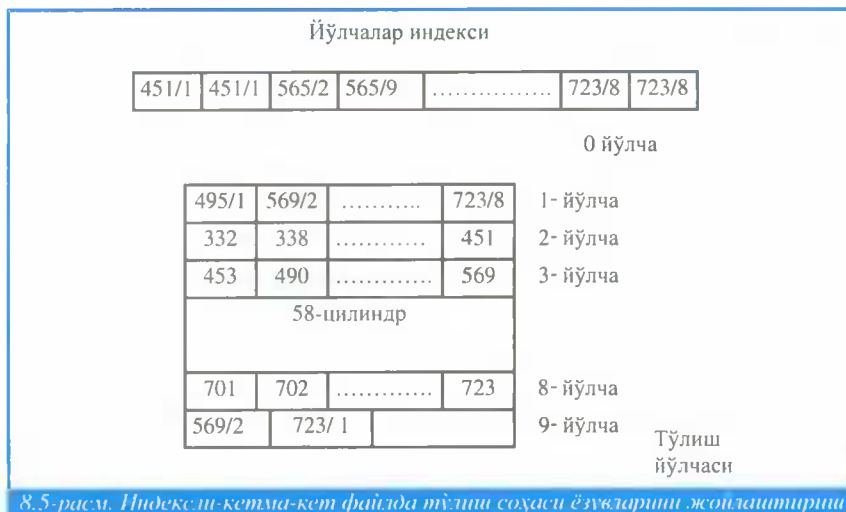 Йўлчалар индекси
451/1 451/1 565/2 565/9 ................ 723/8 723/8
0 йўлча
495/1 569/2 ........... 723/8 1- йўлча
332 338 ............ 451 2- йўлча
453 490 ............. 569 3- йўлча
58-цилиндр
701 702 ............. 723 8- йўлча
569/2 723/ 1 9- йўлча
Тўлиш
йўлчаси
8.5-расм. Индексли-кетма-кет файлда тўлиш соҳаси ёзувларини жойлаштириш